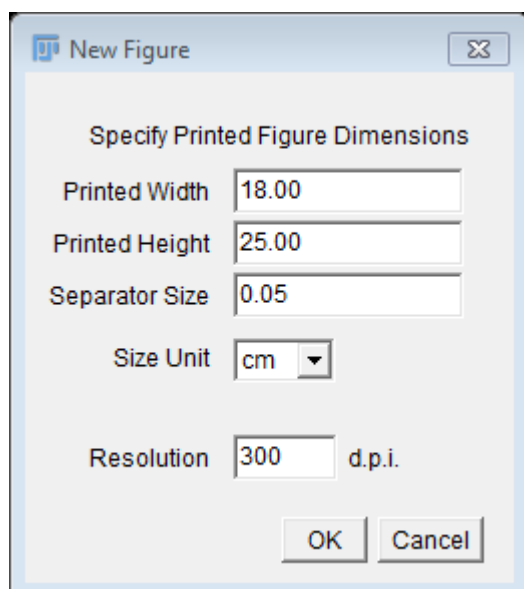 New Figure
Specify Printed Figure Dimensions
Printed Width 18.00
Printed Height 25.00
Separator Size 0.05
Size Unit cm
Resolution 300 d.p.i.
OK Cancel